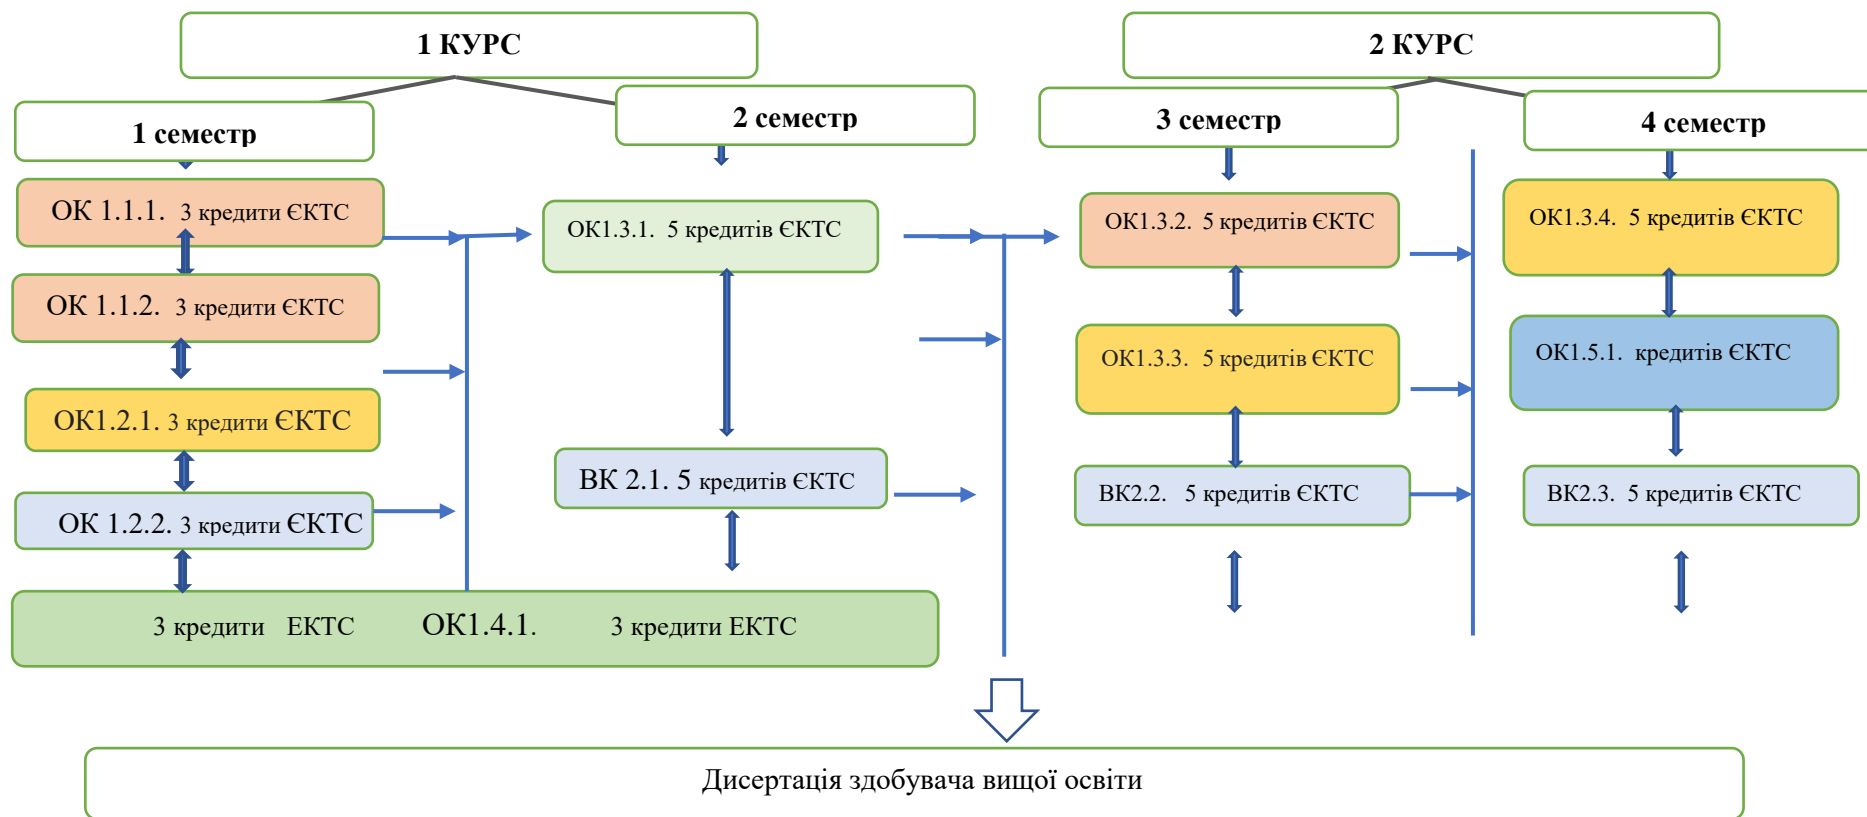 1 КУРС
2 КУРС
1 семестр
2 семестр
3 семестр
4 семестр
ОК 1.1.1. 3 кредити ЄКТС
ОК 1.1.2. 3 кредити ЄКТС
ОК1.2.1. 3 кредити ЄКТС
ОК 1.2.2. 3 кредити ЄКТС
ОК1.3.1. 5 кредитів ЄКТС
ВК 2.1. 5 кредитів ЄКТС
3 кредити ЕКТС ОК1.4.1. 3 кредити ЕКТС
ОК1.3.2. 5 кредитів ЄКТС
ОК1.3.3. 5 кредитів ЄКТС
ВК2.2. 5 кредитів ЄКТС
ОК1.3.4. 5 кредитів ЄКТС
ОК1.5.1. кредитів ЄКТС
ВК2.3. 5 кредитів ЄКТС
Дисертація здобувача вищої освіти